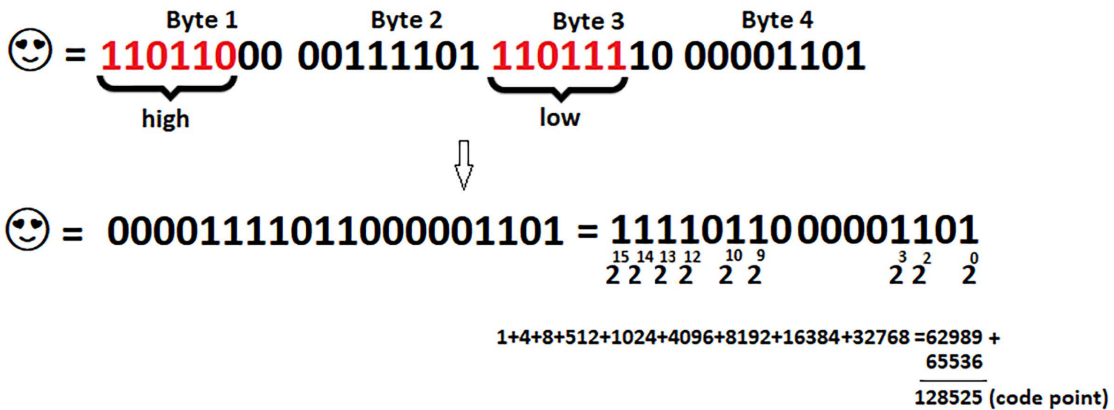 Byte 1 Byte 2 Byte 3 Byte 4
= 11011000 00111101 11011110 00001101
high low
= 00001111011000001101 = 11110110 00001101
15 14 13 12 10 9 3 2 0
2 2 2 2 2 2 2 2 2
1+4+8+512+1024+4096+8192+16384+32768 =62989 +
65536
128525 (code point)